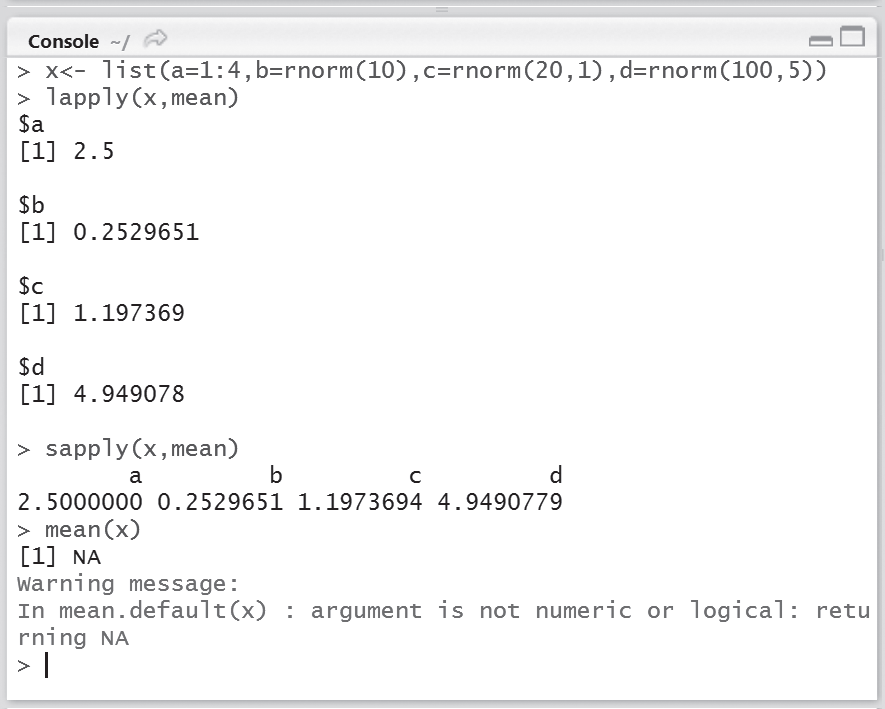 Console ~/
> x<- list(a=1:4,b=rnorm(10),c=rnorm(20,1),d=rnorm(100,5))
> lapply(x,mean)
$a
[1] 2.5
$b
[1] 0.2529651
$c
[1] 1.197369
$d
[1] 4.949078
> sapply(x,mean)
a b c d
2.5000000 0.2529651 1.1973694 4.9490779
> mean(x)
[1] NA
Warning message:
In mean.default(x) : argument is not numeric or logical: retu
rning NA
>